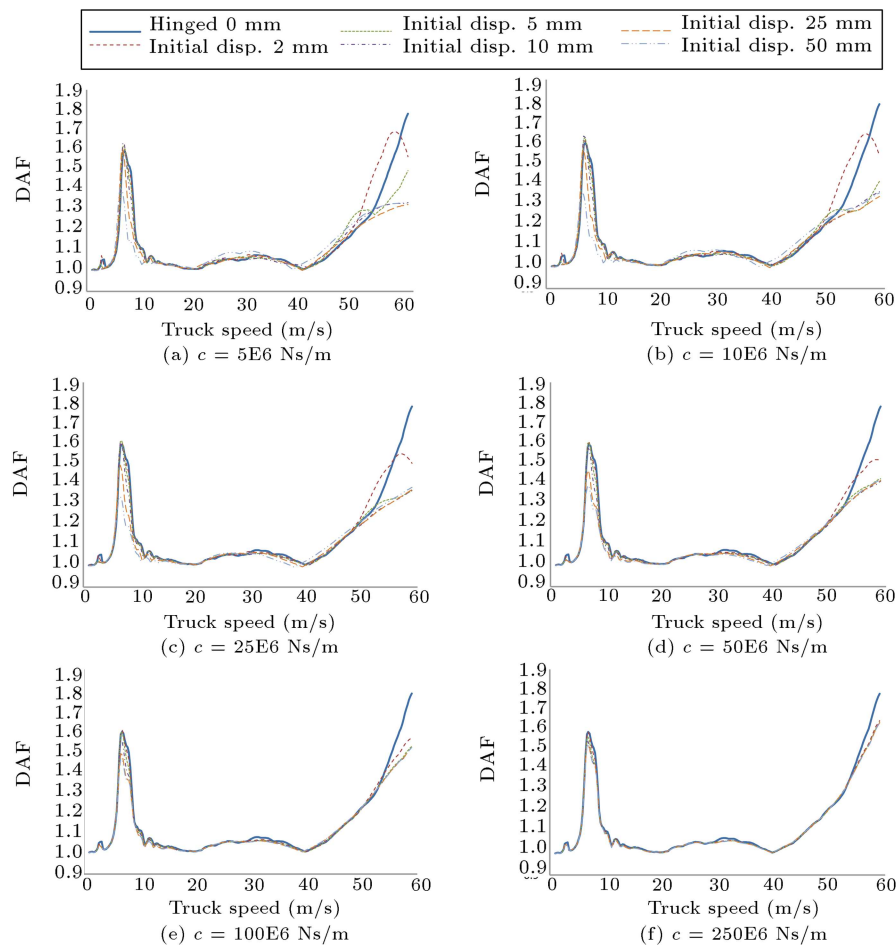 Hinged 0 mm
Initial disp. 5 mm
Initial disp. 25 mm
Initial disp. 2 mm
Initial disp. 10 mm
Initial disp. 50 mm
1.9
1.8
1.7
1.6
1.5
1.4
1.3
1.2
1.1
1.0
0.9
DAF
0 10 20 30 40 50 60
Truck speed (m/s)
(a) c = 5E6 Ns/m
1.9
1.8
1.7
1.6
1.5
1.4
1.3
1.2
1.1
1.0
0.9
DAF
0 10 20 30 40 50 60
Truck speed (m/s)
(b) c = 10E6 Ns/m
1.9
1.8
1.7
1.6
1.5
1.4
1.3
1.2
1.1
1.0
0.9
DAF
0 10 20 30 40 50 60
Truck speed (m/s)
(c) c = 25E6 Ns/m
1.9
1.8
1.7
1.6
1.5
1.4
1.3
1.2
1.1
1.0
0.9
DAF
0 10 20 30 40 50 60
Truck speed (m/s)
(d) c = 50E6 Ns/m
1.9
1.8
1.7
1.6
1.5
1.4
1.3
1.2
1.1
1.0
0.9
DAF
0 10 20 30 40 50 60
Truck speed (m/s)
(e) c = 100E6 Ns/m
1.9
1.8
1.7
1.6
1.5
1.4
1.3
1.2
1.1
1.0
0.9
DAF
0 10 20 30 40 50 60
Truck speed (m/s)
(f) c = 250E6 Ns/m